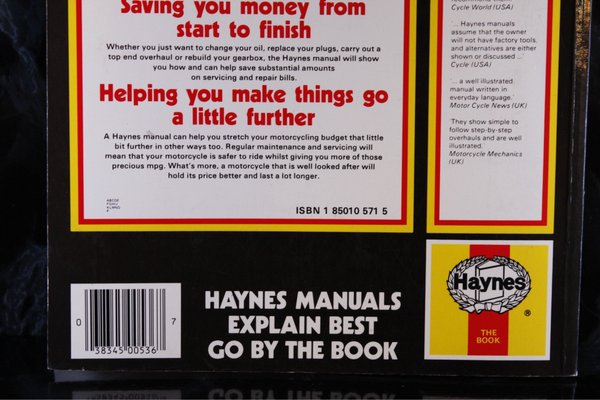 Saving you money from
start to finish
Whether you just want to change your oil, replace your plugs, carry out a
top end overhaul or rebuild your gearbox, the Haynes manual will show
you how and can help save substantial amounts
on servicing and repair bills.
Helping you make things go
a little further
A Haynes manual can help you stretch your motorcycling budget that little
bit further in other ways too. Regular maintenance and servicing will
mean that your motorcycle is safer to ride whilst giving you more of those
precious mpg. What's more, a motorcycle that is well looked after will
hold its price better and last a lot longer.
ABCDE
FGHIJ
KLMNO
P
ISBN 1 85010 571 5
Cycle World (USA)
'... Haynes manuals
assume that the owner
will not have factory tools,
and alternatives are either
shown or discussed ...'
Cycle (USA)
'... a well illustrated
manual written in
everyday language.'
Motor Cycle News (UK)
'They show simple to
follow step-by-step
overhauls and are well
illustrated.
Motorcycle Mechanics
(UK)
0 38345 00536 7
HAYNES MANUALS
EXPLAIN BEST
GO BY THE BOOK
Haynes
®
THE
BOOK